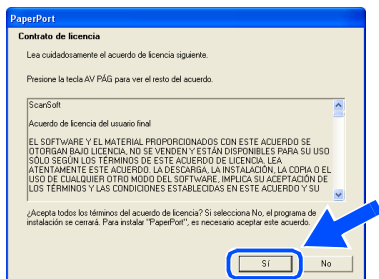 PaperPort
Contrato de licencia
Lea cuidadosamente el acuerdo de licencia siguiente.
Presione la tecla AV PÁG para ver el resto del acuerdo.
ScanSoft
Acuerdo de licencia del usuario final
EL SOFTWARE Y EL MATERIAL PROPORCIONADOS CON ESTE ACUERDO SE
OTORGAN BAJO LICENCIA, NO SE VENDEN Y ESTÁN DISPONIBLES PARA SU USO
SÓLO SEGÚN LOS TÉRMINOS DE ESTE ACUERDO DE LICENCIA. LEA
ATENTAMENTE ESTE ACUERDO. LA DESCARGA, LA INSTALACIÓN, LA COPIA O EL
USO DE CUALQUIER OTRO MODO DEL SOFTWARE, IMPLICA SU ACEPTACIÓN DE
LOS TÉRMINOS Y LAS CONDICIONES ESTABLECIDAS EN ESTE ACUERDO Y SU
¿Acepta todos los términos del acuerdo de licencia? Si selecciona No, el programa de
instalación se cerrará. Para instalar "PaperPort", es necesario aceptar este acuerdo.
Sí No